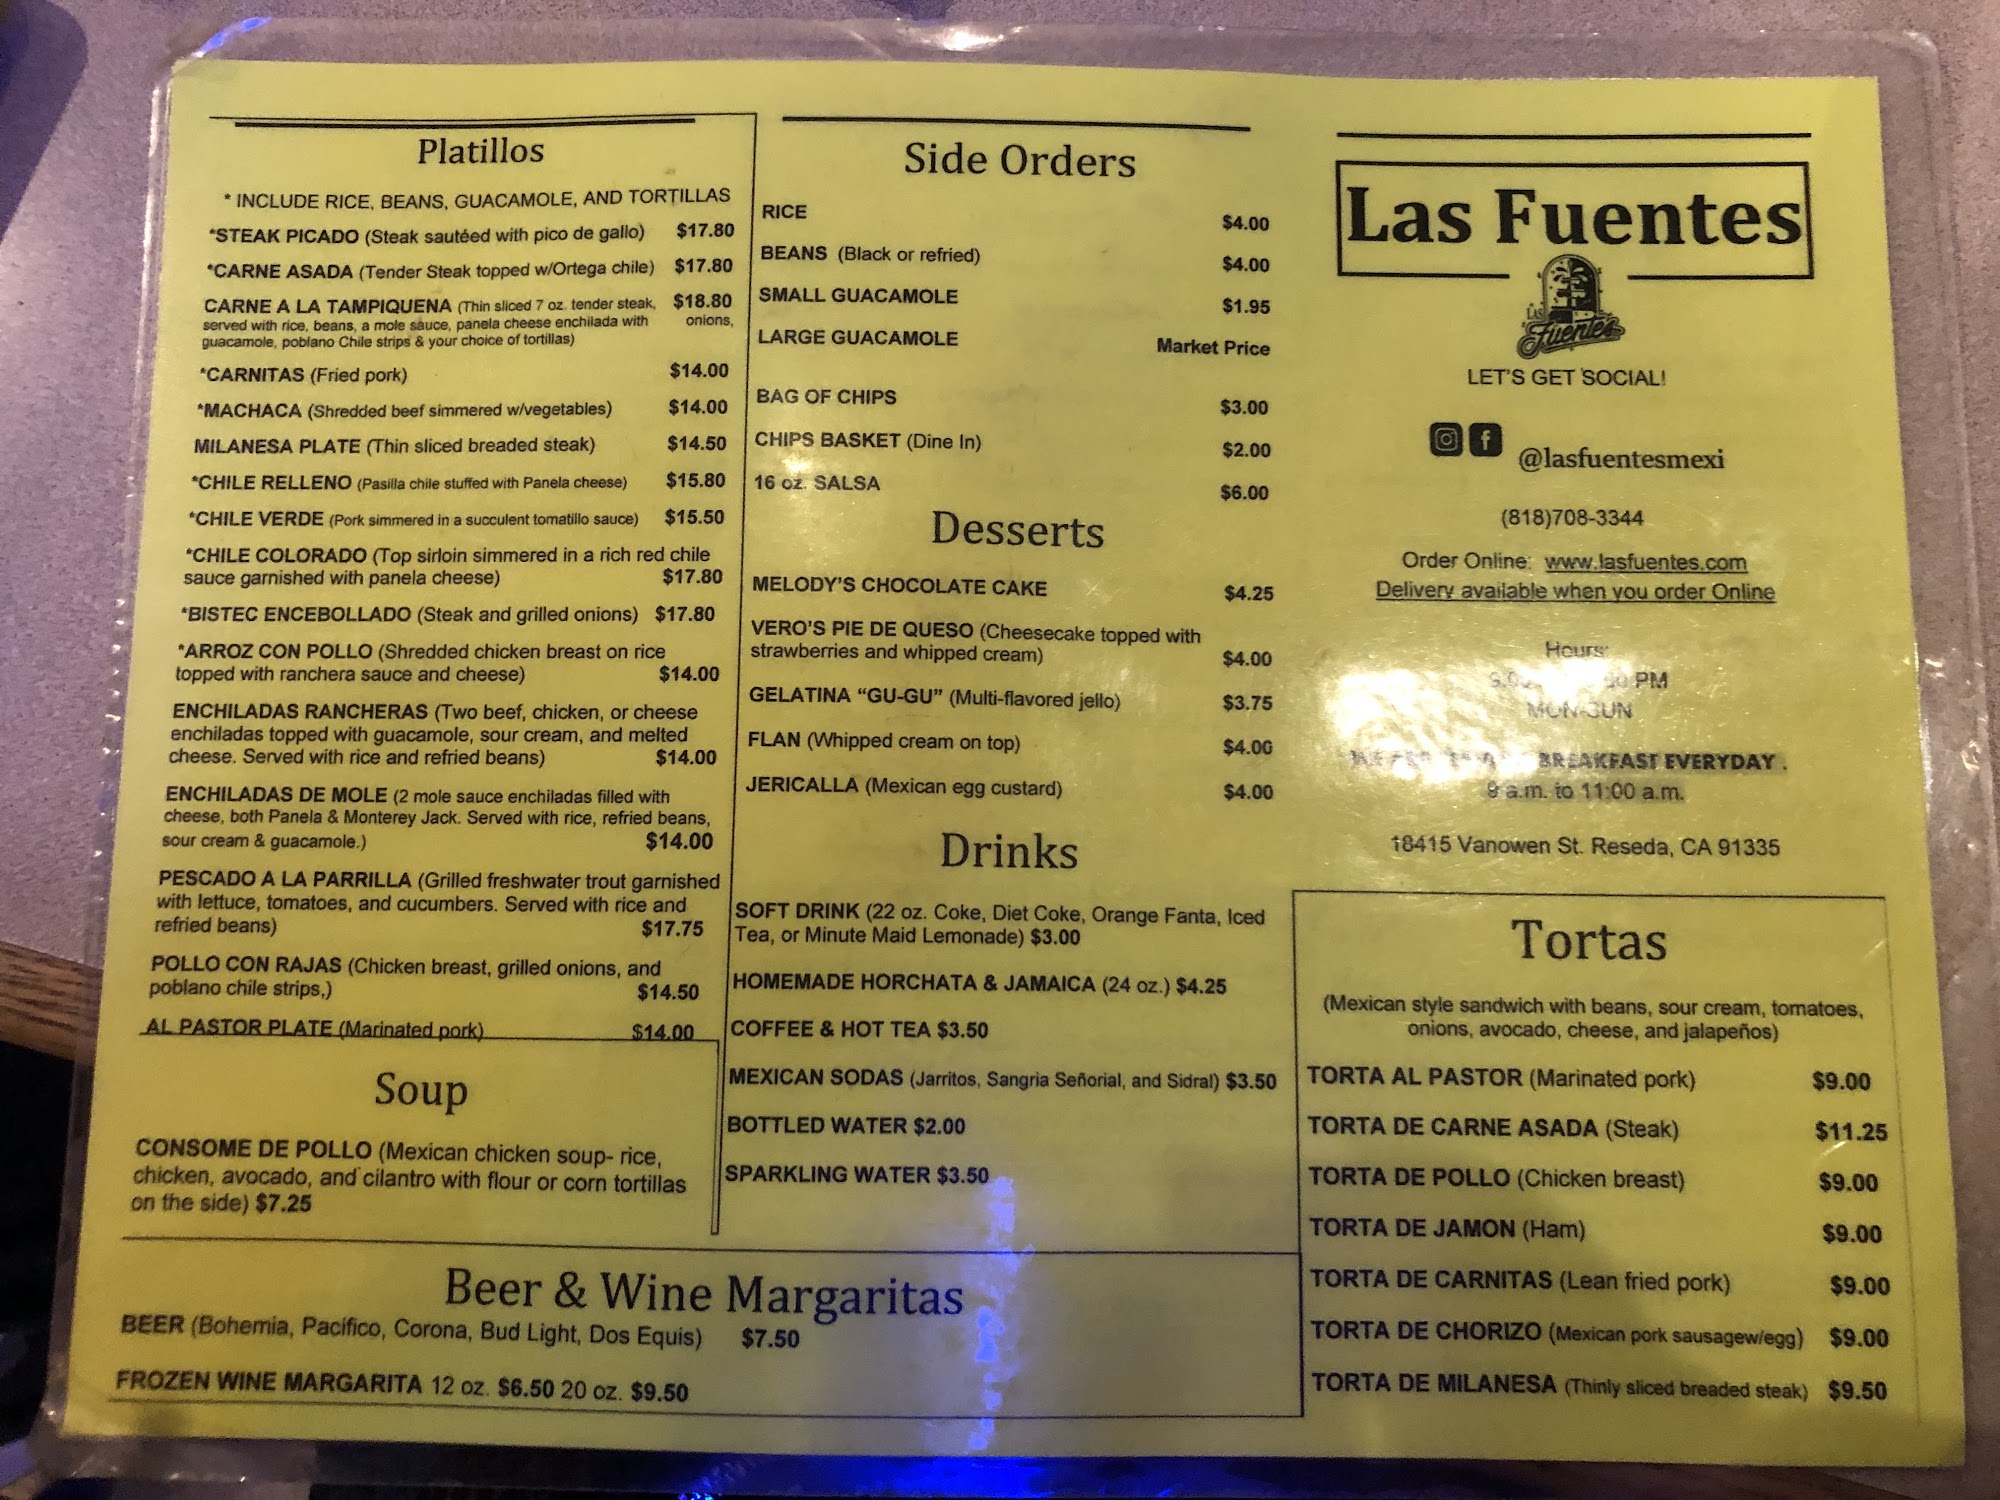 Platillos
* INCLUDE RICE, BEANS, GUACAMOLE, AND TORTILLAS
*STEAK PICADO (Steak sautéed with pico de gallo) $17.80
*CARNE ASADA (Tender Steak topped w/Ortega chile) $17.80
CARNE A LA TAMPIQUENA (Thin sliced 7 oz. tender steak, $18.80
served with rice, beans, a mole sauce, panela cheese enchilada with onions,
guacamole, poblano Chile strips & your choice of tortillas)
*CARNITAS (Fried pork) $14.00
*MACHACA (Shredded beef simmered w/vegetables) $14.00
MILANESA PLATE (Thin sliced breaded steak) $14.50
*CHILE RELLENO (Pasilla chile stuffed with Panela cheese) $15.80
*CHILE VERDE (Pork simmered in a succulent tomatillo sauce) $15.50
*CHILE COLORADO (Top sirloin simmered in a rich red chile
sauce garnished with panela cheese) $17.80
*BISTEC ENCEBOLLADO (Steak and grilled onions) $17.80
*ARROZ CON POLLO (Shredded chicken breast on rice
topped with ranchera sauce and cheese) $14.00
ENCHILADAS RANCHERAS (Two beef, chicken, or cheese
enchiladas topped with guacamole, sour cream, and melted
cheese. Served with rice and refried beans) $14.00
ENCHILADAS DE MOLE (2 mole sauce enchiladas filled with
cheese, both Panela & Monterey Jack. Served with rice, refried beans,
sour cream & guacamole.) $14.00
PESCADO A LA PARRILLA (Grilled freshwater trout garnished
with lettuce, tomatoes, and cucumbers. Served with rice and
refried beans) $17.75
POLLO CON RAJAS (Chicken breast, grilled onions, and
poblano chile strips,) $14.50
AL PASTOR PLATE (Marinated pork) $14.00
Soup
CONSOME DE POLLO (Mexican chicken soup- rice,
chicken, avocado, and cilantro with flour or corn tortillas
on the side) $7.25
Beer & Wine Margaritas
BEER (Bohemia, Pacifico, Corona, Bud Light, Dos Equis) $7.50
FROZEN WINE MARGARITA 12 oz. $6.50 20 oz. $9.50
Side Orders
RICE $4.00
BEANS (Black or refried) $4.00
SMALL GUACAMOLE $1.95
LARGE GUACAMOLE Market Price
BAG OF CHIPS $3.00
CHIPS BASKET (Dine In) $2.00
16 oz. SALSA $6.00
Desserts
MELODY'S CHOCOLATE CAKE $4.25
VERO'S PIE DE QUESO (Cheesecake topped with
strawberries and whipped cream) $4.00
GELATINA “GU-GU” (Multi-flavored jello) $3.75
FLAN (Whipped cream on top) $4.00
JERICALLA (Mexican egg custard) $4.00
Drinks
SOFT DRINK (22 oz. Coke, Diet Coke, Orange Fanta, Iced
Tea, or Minute Maid Lemonade) $3.00
HOMEMADE HORCHATA & JAMAICA (24 oz.) $4.25
COFFEE & HOT TEA $3.50
MEXICAN SODAS (Jarritos, Sangria Señorial, and Sidral) $3.50
BOTTLED WATER $2.00
SPARKLING WATER $3.50
Las Fuentes
LAS
Fuentes
LET'S GET SOCIAL!
@lasfuentesmexi
(818)708-3344
Order Online: www.lasfuentes.com
Delivery available when you order Online
Hours:
PM
MON-SUN
BREAKFAST EVERYDAY .
a.m. to 11:00 a.m.
18415 Vanowen St. Reseda, CA 91335
Tortas
(Mexican style sandwich with beans, sour cream, tomatoes,
onions, avocado, cheese, and jalapeños)
TORTA AL PASTOR (Marinated pork) $9.00
TORTA DE CARNE ASADA (Steak) $11.25
TORTA DE POLLO (Chicken breast) $9.00
TORTA DE JAMON (Ham) $9.00
TORTA DE CARNITAS (Lean fried pork) $9.00
TORTA DE CHORIZO (Mexican pork sausagew/egg) $9.00
TORTA DE MILANESA (Thinly sliced breaded steak) $9.50